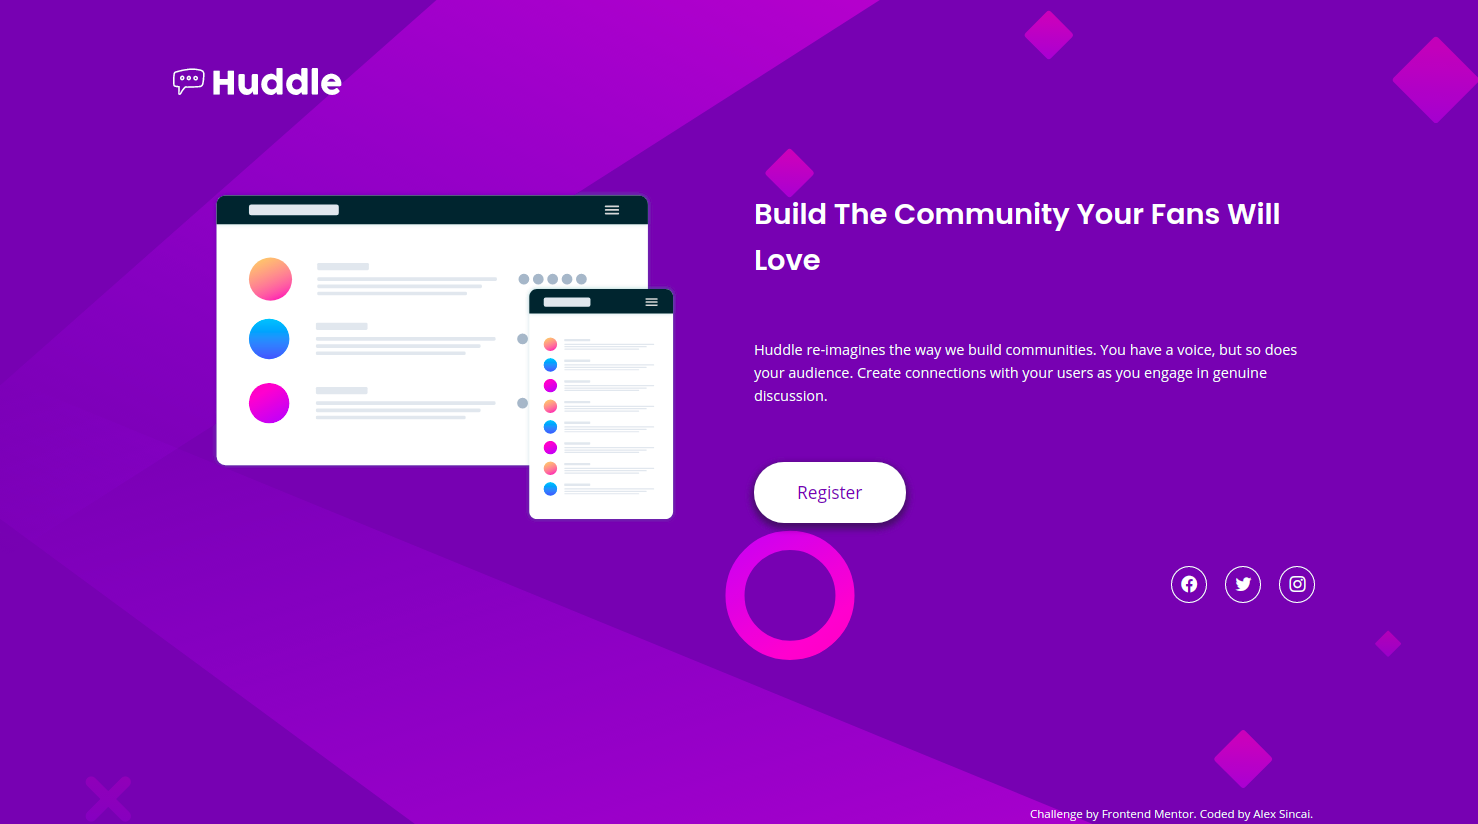 Huddle
Build The Community Your Fans Will
Love
Huddle re-imagines the way we build communities. You have a voice, but so does
your audience. Create connections with your users as you engage in genuine
discussion.
Register
Challenge by Frontend Mentor. Coded by Alex Sincai.